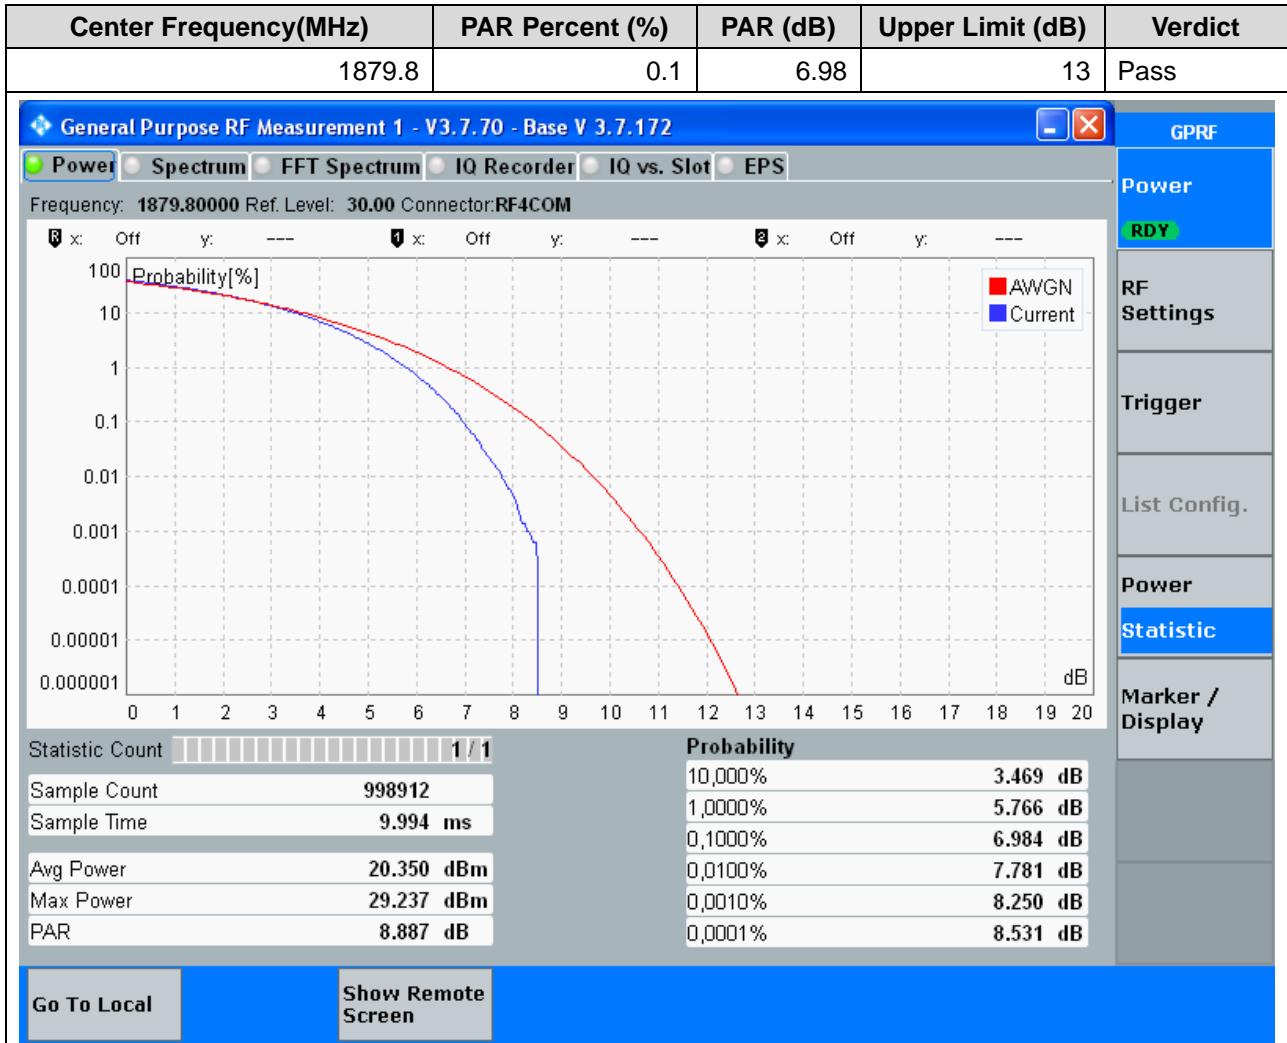 Center Frequency(MHz) PAR Percent (%) PAR (dB) Upper Limit (dB) Verdict
1879.8 0.1 6.98 13 Pass
General Purpose RF Measurement 1 - V3.7.70 - Base V 3.7.172
GPRF
Power Spectrum FFT Spectrum IQ Recorder IQ vs. Slot EPS
Frequency: 1879.80000 Ref. Level: 30.00 Connector:RF4COM
R x: Off y: --- 1 x: Off y: --- 2 x: Off y: ---
Probability[%]
AWGN
Current
100
10
1
0.1
0.01
0.001
0.0001
0.00001
0.000001
dB
0 1 2 3 4 5 6 7 8 9 10 11 12 13 14 15 16 17 18 19 20
Statistic Count 1 / 1
Sample Count 998912
Sample Time 9.994 ms
Avg Power 20.350 dBm
Max Power 29.237 dBm
PAR 8.887 dB
Probability
10,000% 3.469 dB
1,0000% 5.766 dB
0,1000% 6.984 dB
0,0100% 7.781 dB
0,0010% 8.250 dB
0,0001% 8.531 dB
Power
RDY
RF
Settings
Trigger
List Config.
Power
Statistic
Marker /
Display
Go To Local
Show Remote
Screen